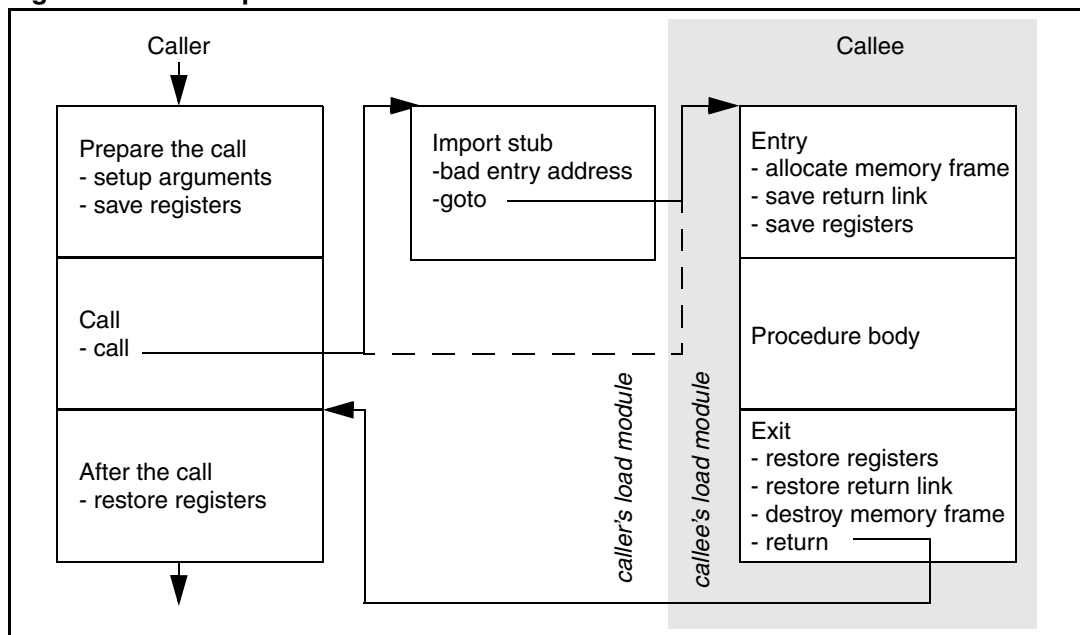 Caller
Callee
Prepare the call
- setup arguments
- save registers
Call
- call
After the call
- restore registers
Import stub
-bad entry address
-goto
caller's load module
callee's load module
Entry
- allocate memory frame
- save return link
- save registers
Procedure body
Exit
- restore registers
- restore return link
- destroy memory frame
- return